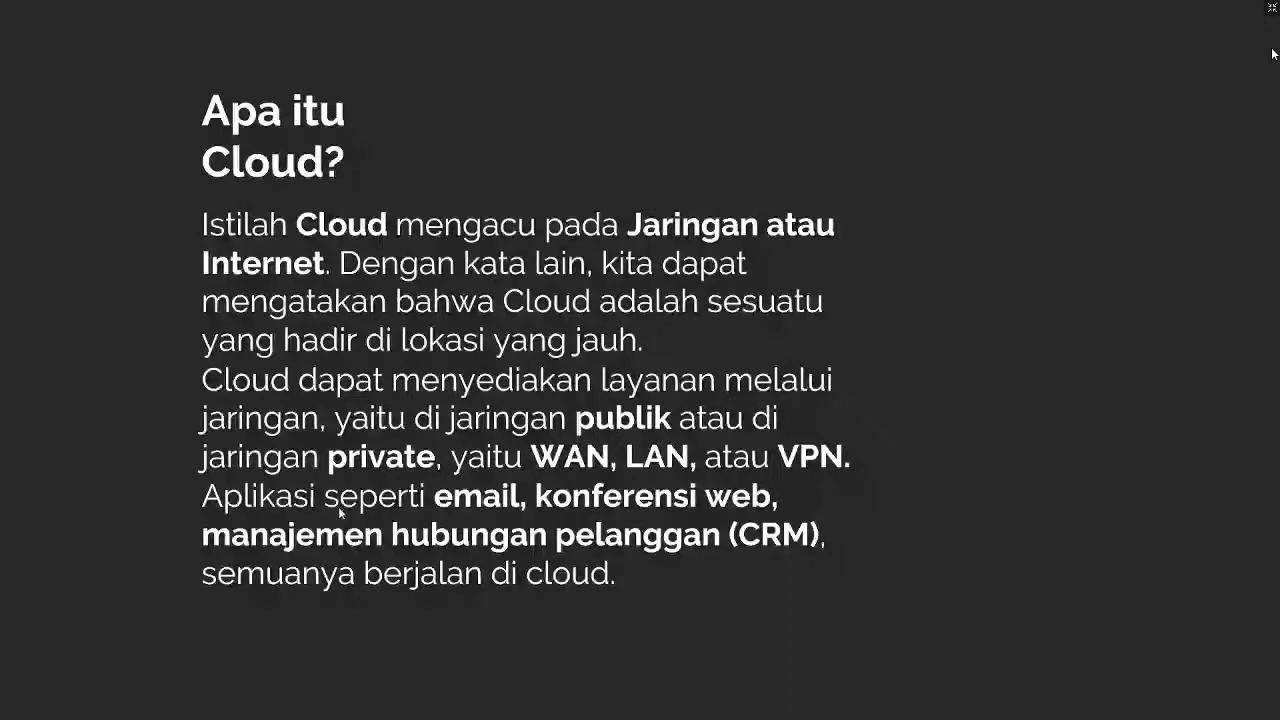 Apa itu
Cloud?
Istilah Cloud mengacu pada Jaringan atau
Internet. Dengan kata lain, kita dapat
mengatakan bahwa Cloud adalah sesuatu
yang hadir di lokasi yang jauh.
Cloud dapat menyediakan layanan melalui
jaringan, yaitu di jaringan publik atau di
jaringan private, yaitu WAN, LAN, atau VPN.
Aplikasi seperti email, konferensi web,
manajemen hubungan pelanggan (CRM),
semuanya berjalan di cloud.